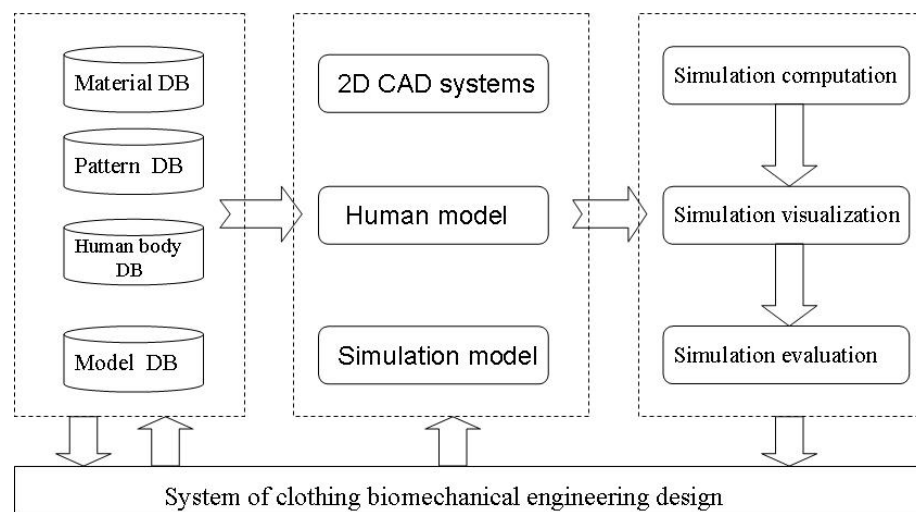 Material DB
Pattern DB
Human body
DB
Model DB
2D CAD systems
Human model
Simulation model
Simulation computation
Simulation visualization
Simulation evaluation
System of clothing biomechanical engineering design